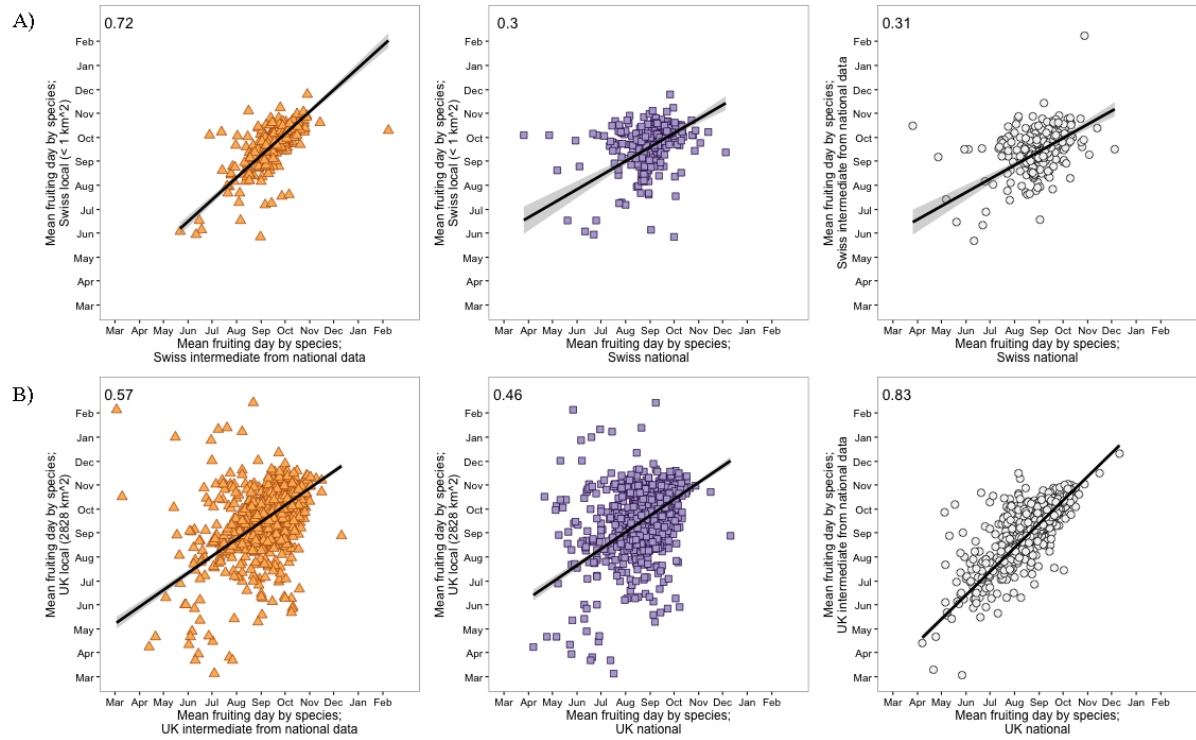 A)
0.72
Feb
Jan
Dec
Nov
Oct
Sep
Aug
Jul
Jun
May
Apr
Mar
Mean fruiting day by species;
Swiss local (< 1 km^2)
Mar Apr May Jun Jul Aug Sep Oct Nov Dec Jan Feb
Mean fruiting day by species;
Swiss intermediate from national data
0.3
Feb
Jan
Dec
Nov
Oct
Sep
Aug
Jul
Jun
May
Apr
Mar
Mean fruiting day by species;
Swiss local (< 1 km^2)
Mar Apr May Jun Jul Aug Sep Oct Nov Dec Jan Feb
Mean fruiting day by species;
Swiss national
0.31
Feb
Jan
Dec
Nov
Oct
Sep
Aug
Jul
Jun
May
Apr
Mar
Mean fruiting day by species;
Swiss intermediate from national data
Mar Apr May Jun Jul Aug Sep Oct Nov Dec Jan Feb
Mean fruiting day by species;
Swiss national
B)
0.57
Feb
Jan
Dec
Nov
Oct
Sep
Aug
Jul
Jun
May
Apr
Mar
Mean fruiting day by species;
UK local (2828 km^2)
Mar Apr May Jun Jul Aug Sep Oct Nov Dec Jan Feb
Mean fruiting day by species;
UK intermediate from national data
0.46
Feb
Jan
Dec
Nov
Oct
Sep
Aug
Jul
Jun
May
Apr
Mar
Mean fruiting day by species;
UK local (2828 km^2)
Mar Apr May Jun Jul Aug Sep Oct Nov Dec Jan Feb
Mean fruiting day by species;
UK national
0.83
Feb
Jan
Dec
Nov
Oct
Sep
Aug
Jul
Jun
May
Apr
Mar
Mean fruiting day by species;
UK intermediate from national data
Mar Apr May Jun Jul Aug Sep Oct Nov Dec Jan Feb
Mean fruiting day by species;
UK national